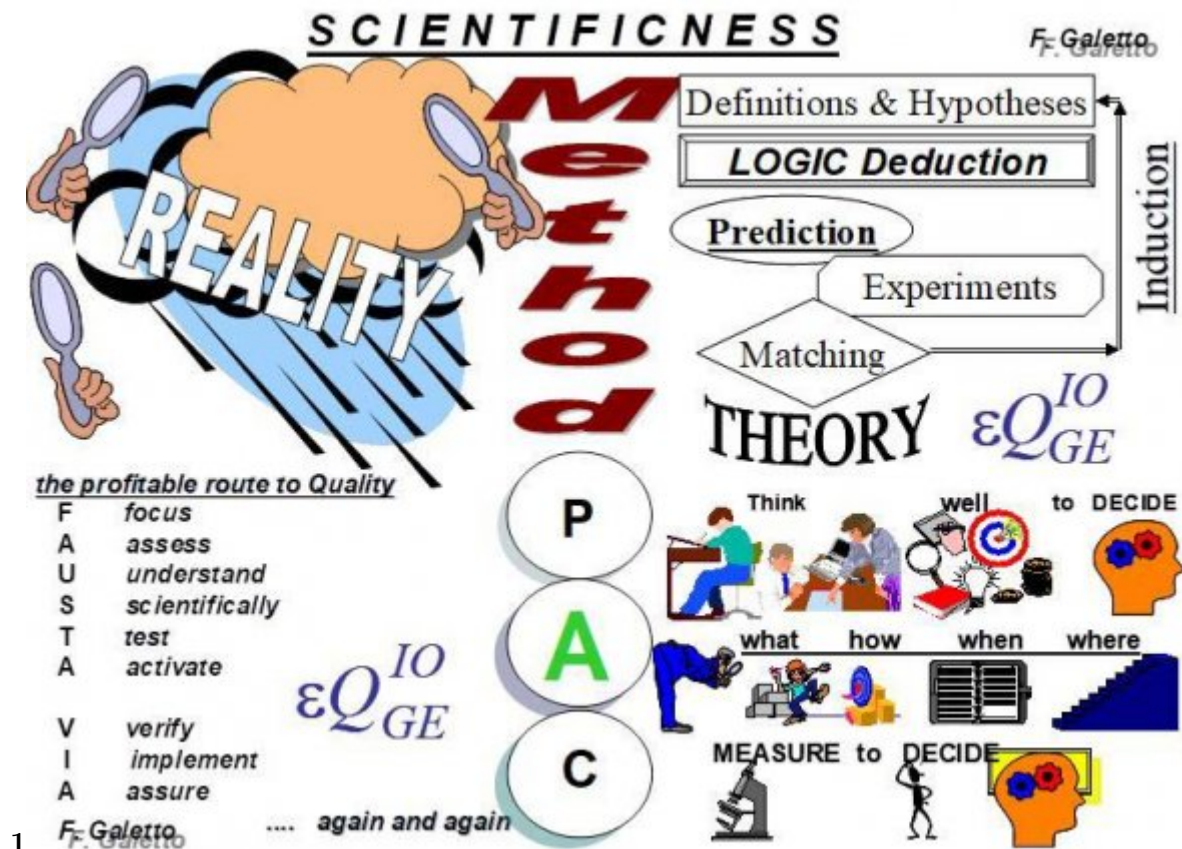 SCIENTIFICNESS
F. Galetto
REALITY
Method
Definitions & Hypotheses
LOGIC Deduction
Prediction
Experiments
Matching
Induction
THEORY
εQ IO GE
the profitable route to Quality
F focus
A assess
U understand
S scientifically
T test
A activate
V verify
I implement
A assure
εQ IO GE
.... again and again
F. Galetto
P
A
C
Think well to DECIDE
what how when where
MEASURE to DECIDE
1